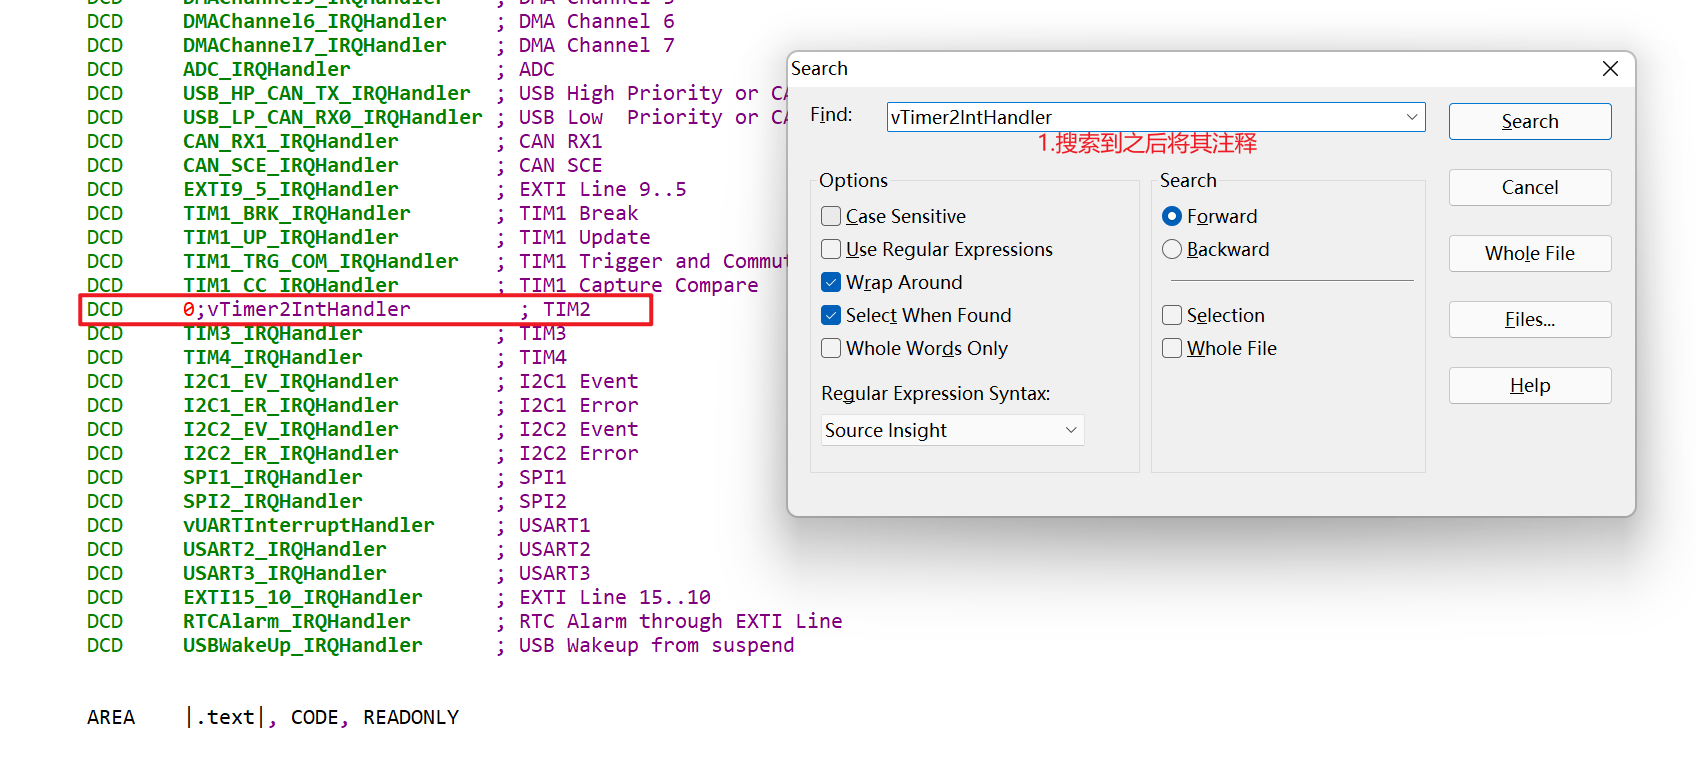 DCD DMAChannel5_IRQHandler ; DMA Channel 5
DCD DMAChannel6_IRQHandler ; DMA Channel 6
DCD DMAChannel7_IRQHandler ; DMA Channel 7
DCD ADC_IRQHandler ; ADC
DCD USB_HP_CAN_TX_IRQHandler ; USB High Priority or CA
DCD USB_LP_CAN_RX0_IRQHandler ; USB Low  Priority or CA
DCD CAN_RX1_IRQHandler ; CAN RX1
DCD CAN_SCE_IRQHandler ; CAN SCE
DCD EXTI9_5_IRQHandler ; EXTI Line 9..5
DCD TIM1_BRK_IRQHandler ; TIM1 Break
DCD TIM1_UP_IRQHandler ; TIM1 Update
DCD TIM1_TRG_COM_IRQHandler ; TIM1 Trigger and Commut
DCD TIM1_CC_IRQHandler ; TIM1 Capture Compare
DCD 0;vTimer2IntHandler ; TIM2
DCD TIM3_IRQHandler ; TIM3
DCD TIM4_IRQHandler ; TIM4
DCD I2C1_EV_IRQHandler ; I2C1 Event
DCD I2C1_ER_IRQHandler ; I2C1 Error
DCD I2C2_EV_IRQHandler ; I2C2 Event
DCD I2C2_ER_IRQHandler ; I2C2 Error
DCD SPI1_IRQHandler ; SPI1
DCD SPI2_IRQHandler ; SPI2
DCD vUARTInterruptHandler ; USART1
DCD USART2_IRQHandler ; USART2
DCD USART3_IRQHandler ; USART3
DCD EXTI15_10_IRQHandler ; EXTI Line 15..10
DCD RTCAlarm_IRQHandler ; RTC Alarm through EXTI Line
DCD USBWakeUp_IRQHandler ; USB Wakeup from suspend
AREA |.text|, CODE, READONLY
Search
Find: vTimer2IntHandler
1.搜索到之后将其注释
Options
Case Sensitive
Use Regular Expressions
Wrap Around
Select When Found
Whole Words Only
Regular Expression Syntax:
Source Insight
Search
Forward
Backward
Selection
Whole File
Search
Cancel
Whole File
Files...
Help